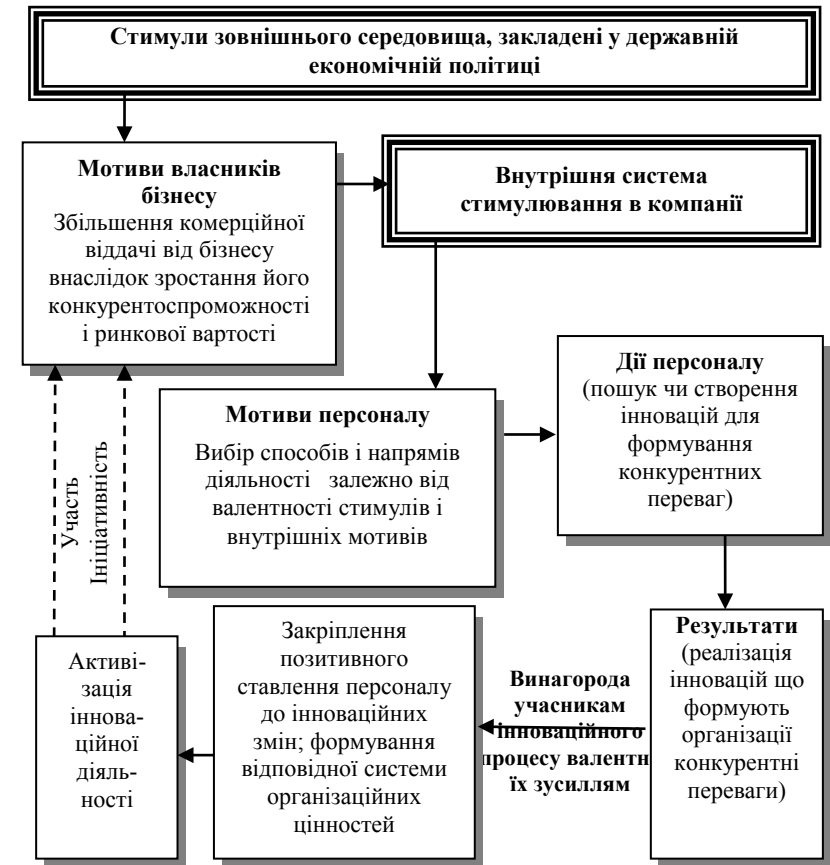 Стимули зовнішнього середовища, закладені у державній
економічній політиці
Мотиви власників
бізнесу
Збільшення комерційної
віддачі від бізнесу
внаслідок зростання його
конкурентоспроможності
і ринкової вартості
Внутрішня система
стимулювання в компанії
Мотиви персоналу
Вибір способів і напрямів
діяльності залежно від
валентності стимулів і
внутрішніх мотивів
Дії персоналу
(пошук чи створення
інновацій для
формування
конкурентних
переваг)
Участь
Ініціативність
Активі-
зація
іннова-
ційної
діяль-
ності
Закріплення
позитивного
ставлення персоналу
до інноваційних
змін; формування
відповідної системи
організаційних
цінностей
Винагорода
учасникам
інноваційного
процесу валентн
їх зусиллям
Результати
(реалізація
інновацій що
формують
організації
конкурентні
переваги)